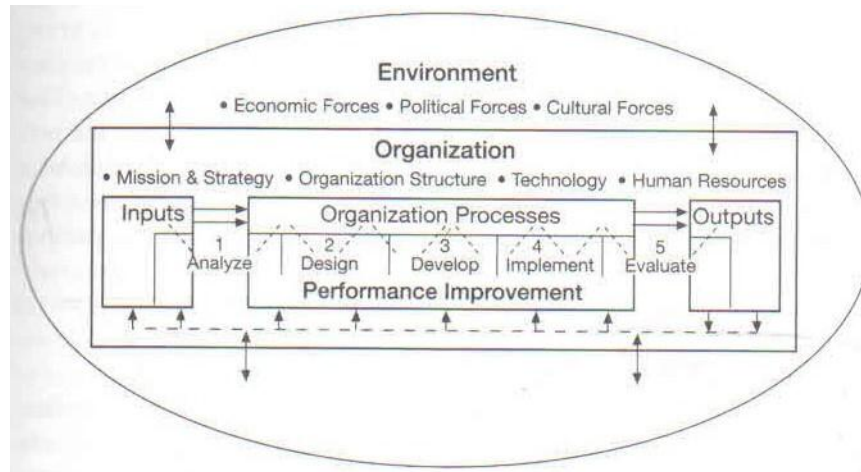 Environment
• Economic Forces • Political Forces • Cultural Forces
Organization
• Mission & Strategy • Organization Structure • Technology • Human Resources
Inputs
Organization Processes
Outputs
1
Analyze
2
Design
3
Develop
4
Implement
5
Evaluate
Performance Improvement